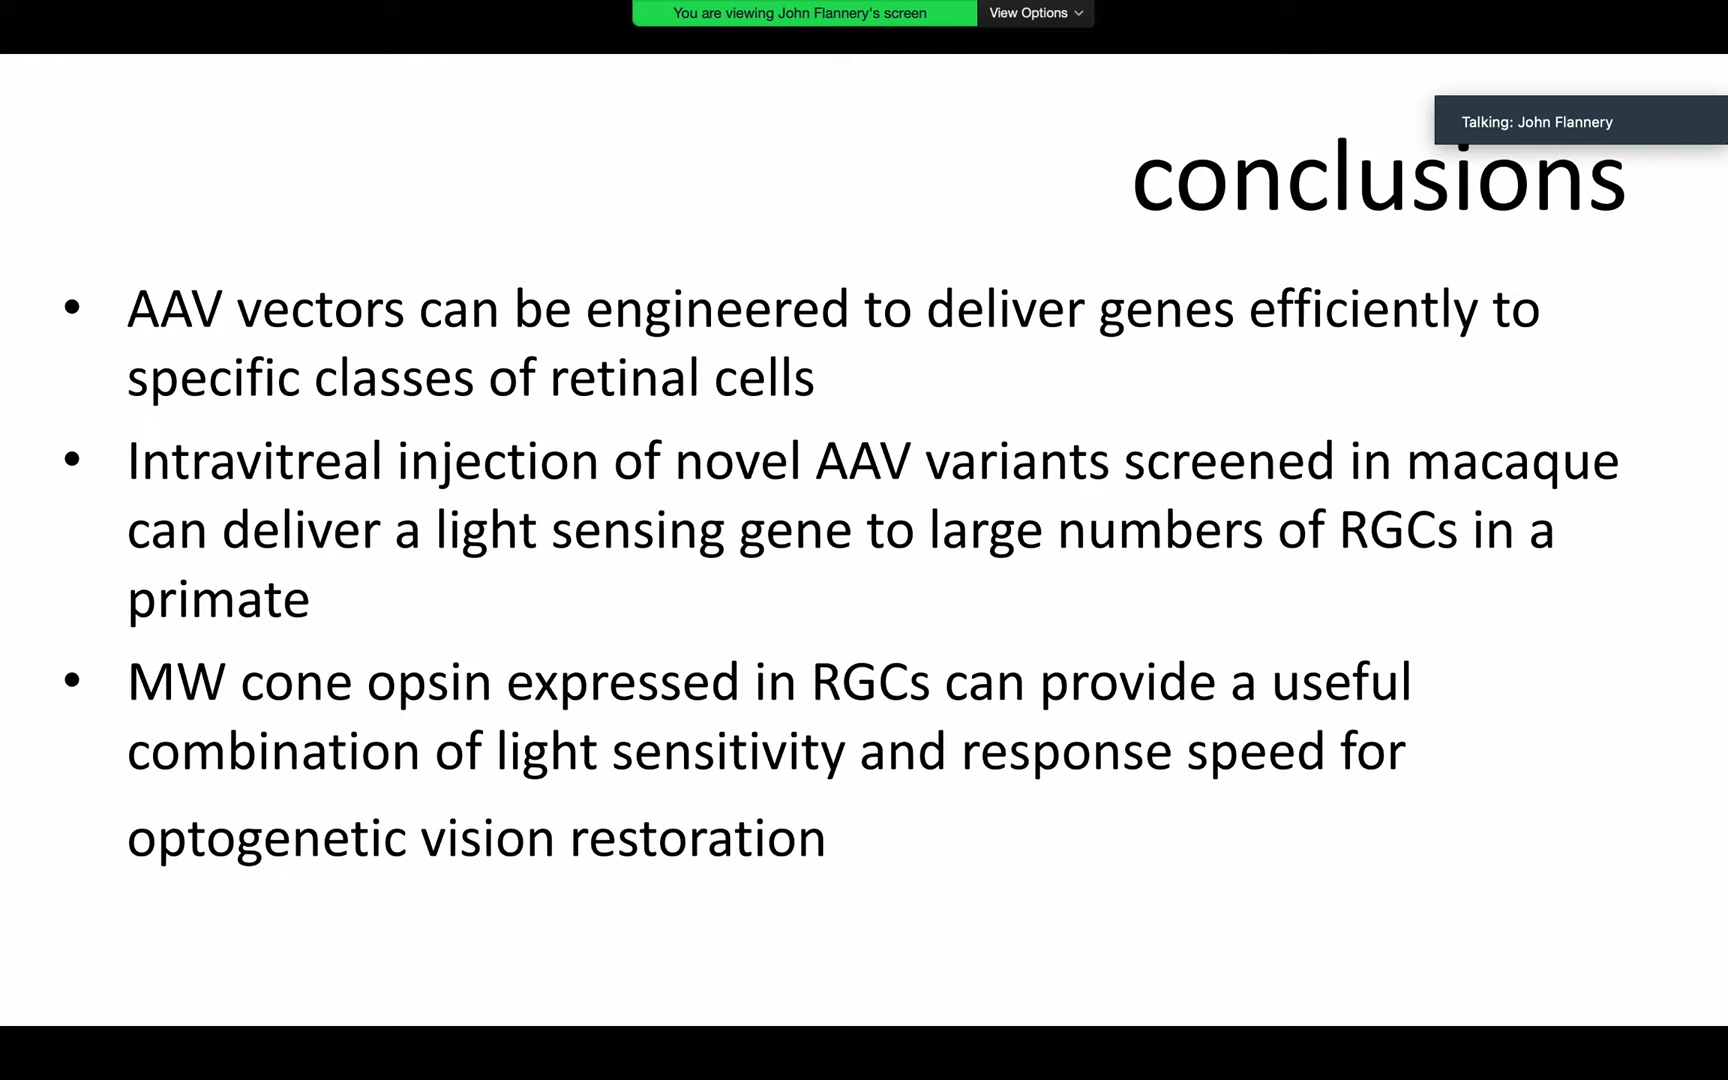 You are viewing John Flannery's screen
View Options
Talking: John Flannery
conclusions
• AAV vectors can be engineered to deliver genes efficiently to
specific classes of retinal cells
• Intravitreal injection of novel AAV variants screened in macaque
can deliver a light sensing gene to large numbers of RGCs in a
primate
• MW cone opsin expressed in RGCs can provide a useful
combination of light sensitivity and response speed for
optogenetic vision restoration